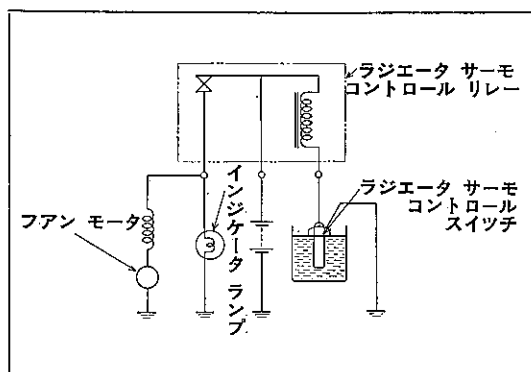 ラジエータ サーモ
コントロール リレー
ラジエータ サーモ
コントロール
スイッチ
フアン モータ
インジケータ ランプ